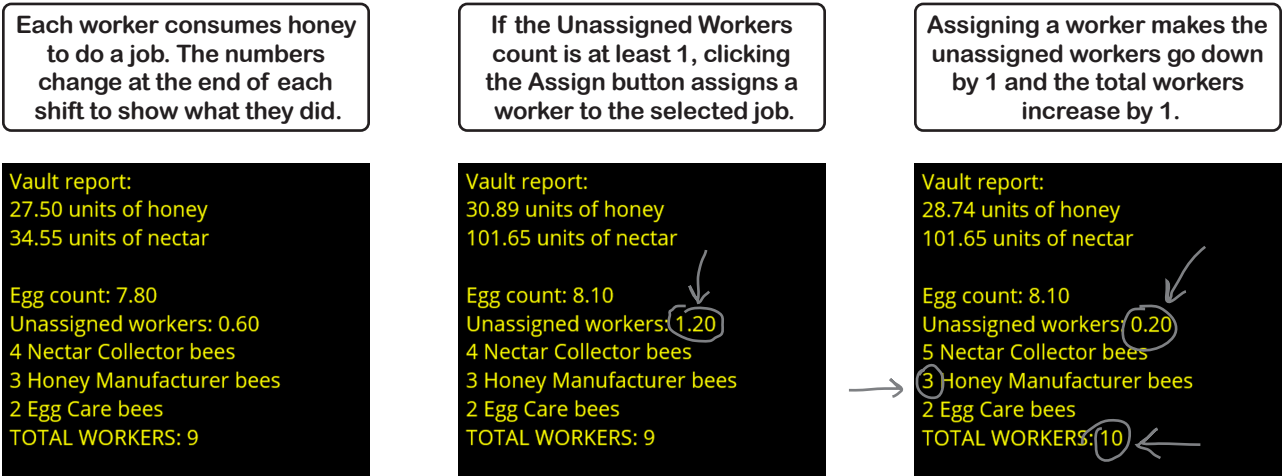 Each worker consumes honey
to do a job. The numbers
change at the end of each
shift to show what they did.
If the Unassigned Workers
count is at least 1, clicking
the Assign button assigns a
worker to the selected job.
Assigning a worker makes the
unassigned workers go down
by 1 and the total workers
increase by 1.
Vault report:
27.50 units of honey
34.55 units of nectar
Egg count: 7.80
Unassigned workers: 0.60
4 Nectar Collector bees
3 Honey Manufacturer bees
2 Egg Care bees
TOTAL WORKERS: 9
Vault report:
30.89 units of honey
101.65 units of nectar
Egg count: 8.10
Unassigned workers: 1.20
4 Nectar Collector bees
3 Honey Manufacturer bees
2 Egg Care bees
TOTAL WORKERS: 9
Vault report:
28.74 units of honey
101.65 units of nectar
Egg count: 8.10
Unassigned workers: 0.20
5 Nectar Collector bees
3 Honey Manufacturer bees
2 Egg Care bees
TOTAL WORKERS: 10